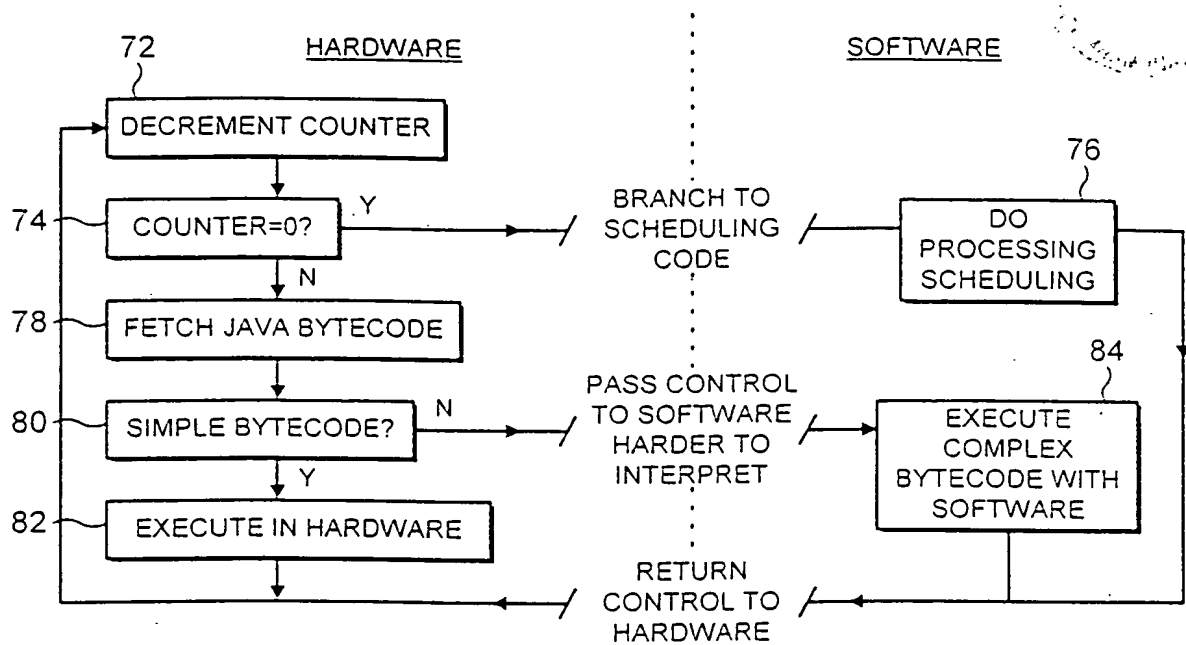 HARDWARE
SOFTWARE
72
DECREMENT COUNTER
74
COUNTER=0?
Y
BRANCH TO
SCHEDULING
CODE
76
DO
PROCESSING
SCHEDULING
N
78
FETCH JAVA BYTECODE
80
SIMPLE BYTECODE?
N
PASS CONTROL
TO SOFTWARE
HARDER TO
INTERPRET
84
EXECUTE
COMPLEX
BYTECODE WITH
SOFTWARE
Y
82
EXECUTE IN HARDWARE
RETURN
CONTROL TO
HARDWARE